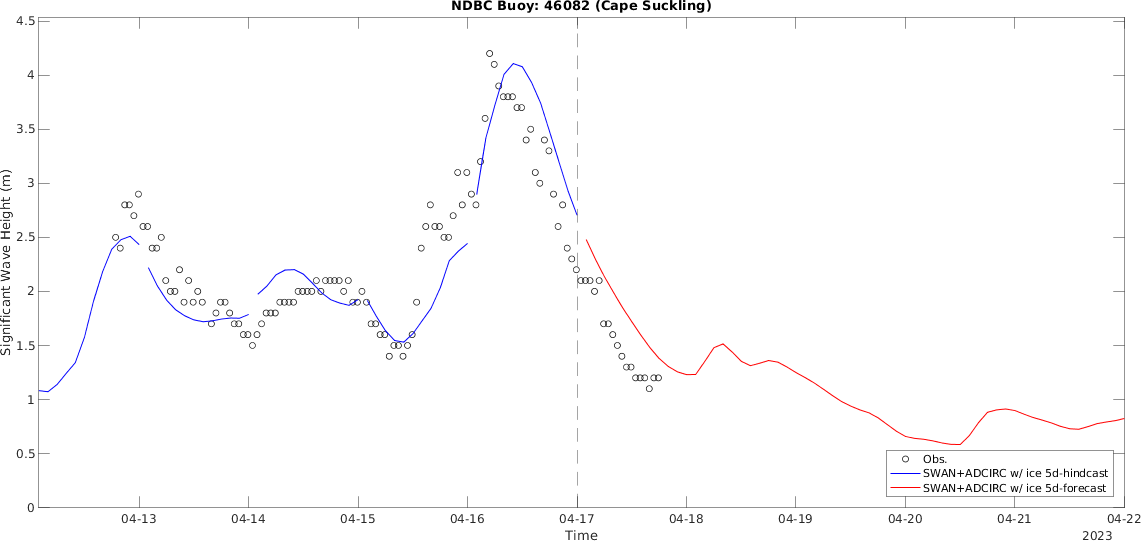 NDBC Buoy: 46082 (Cape Suckling)
4.5
4
3.5
3
2.5
2
1.5
1
0.5
0
Significant Wave Height (m)
Obs.
SWAN+ADCIRC w/ ice 5d-hindcast
SWAN+ADCIRC w/ ice 5d-forecast
04-13 04-14 04-15 04-16 04-17 04-18 04-19 04-20 04-21 04-22
Time
2023